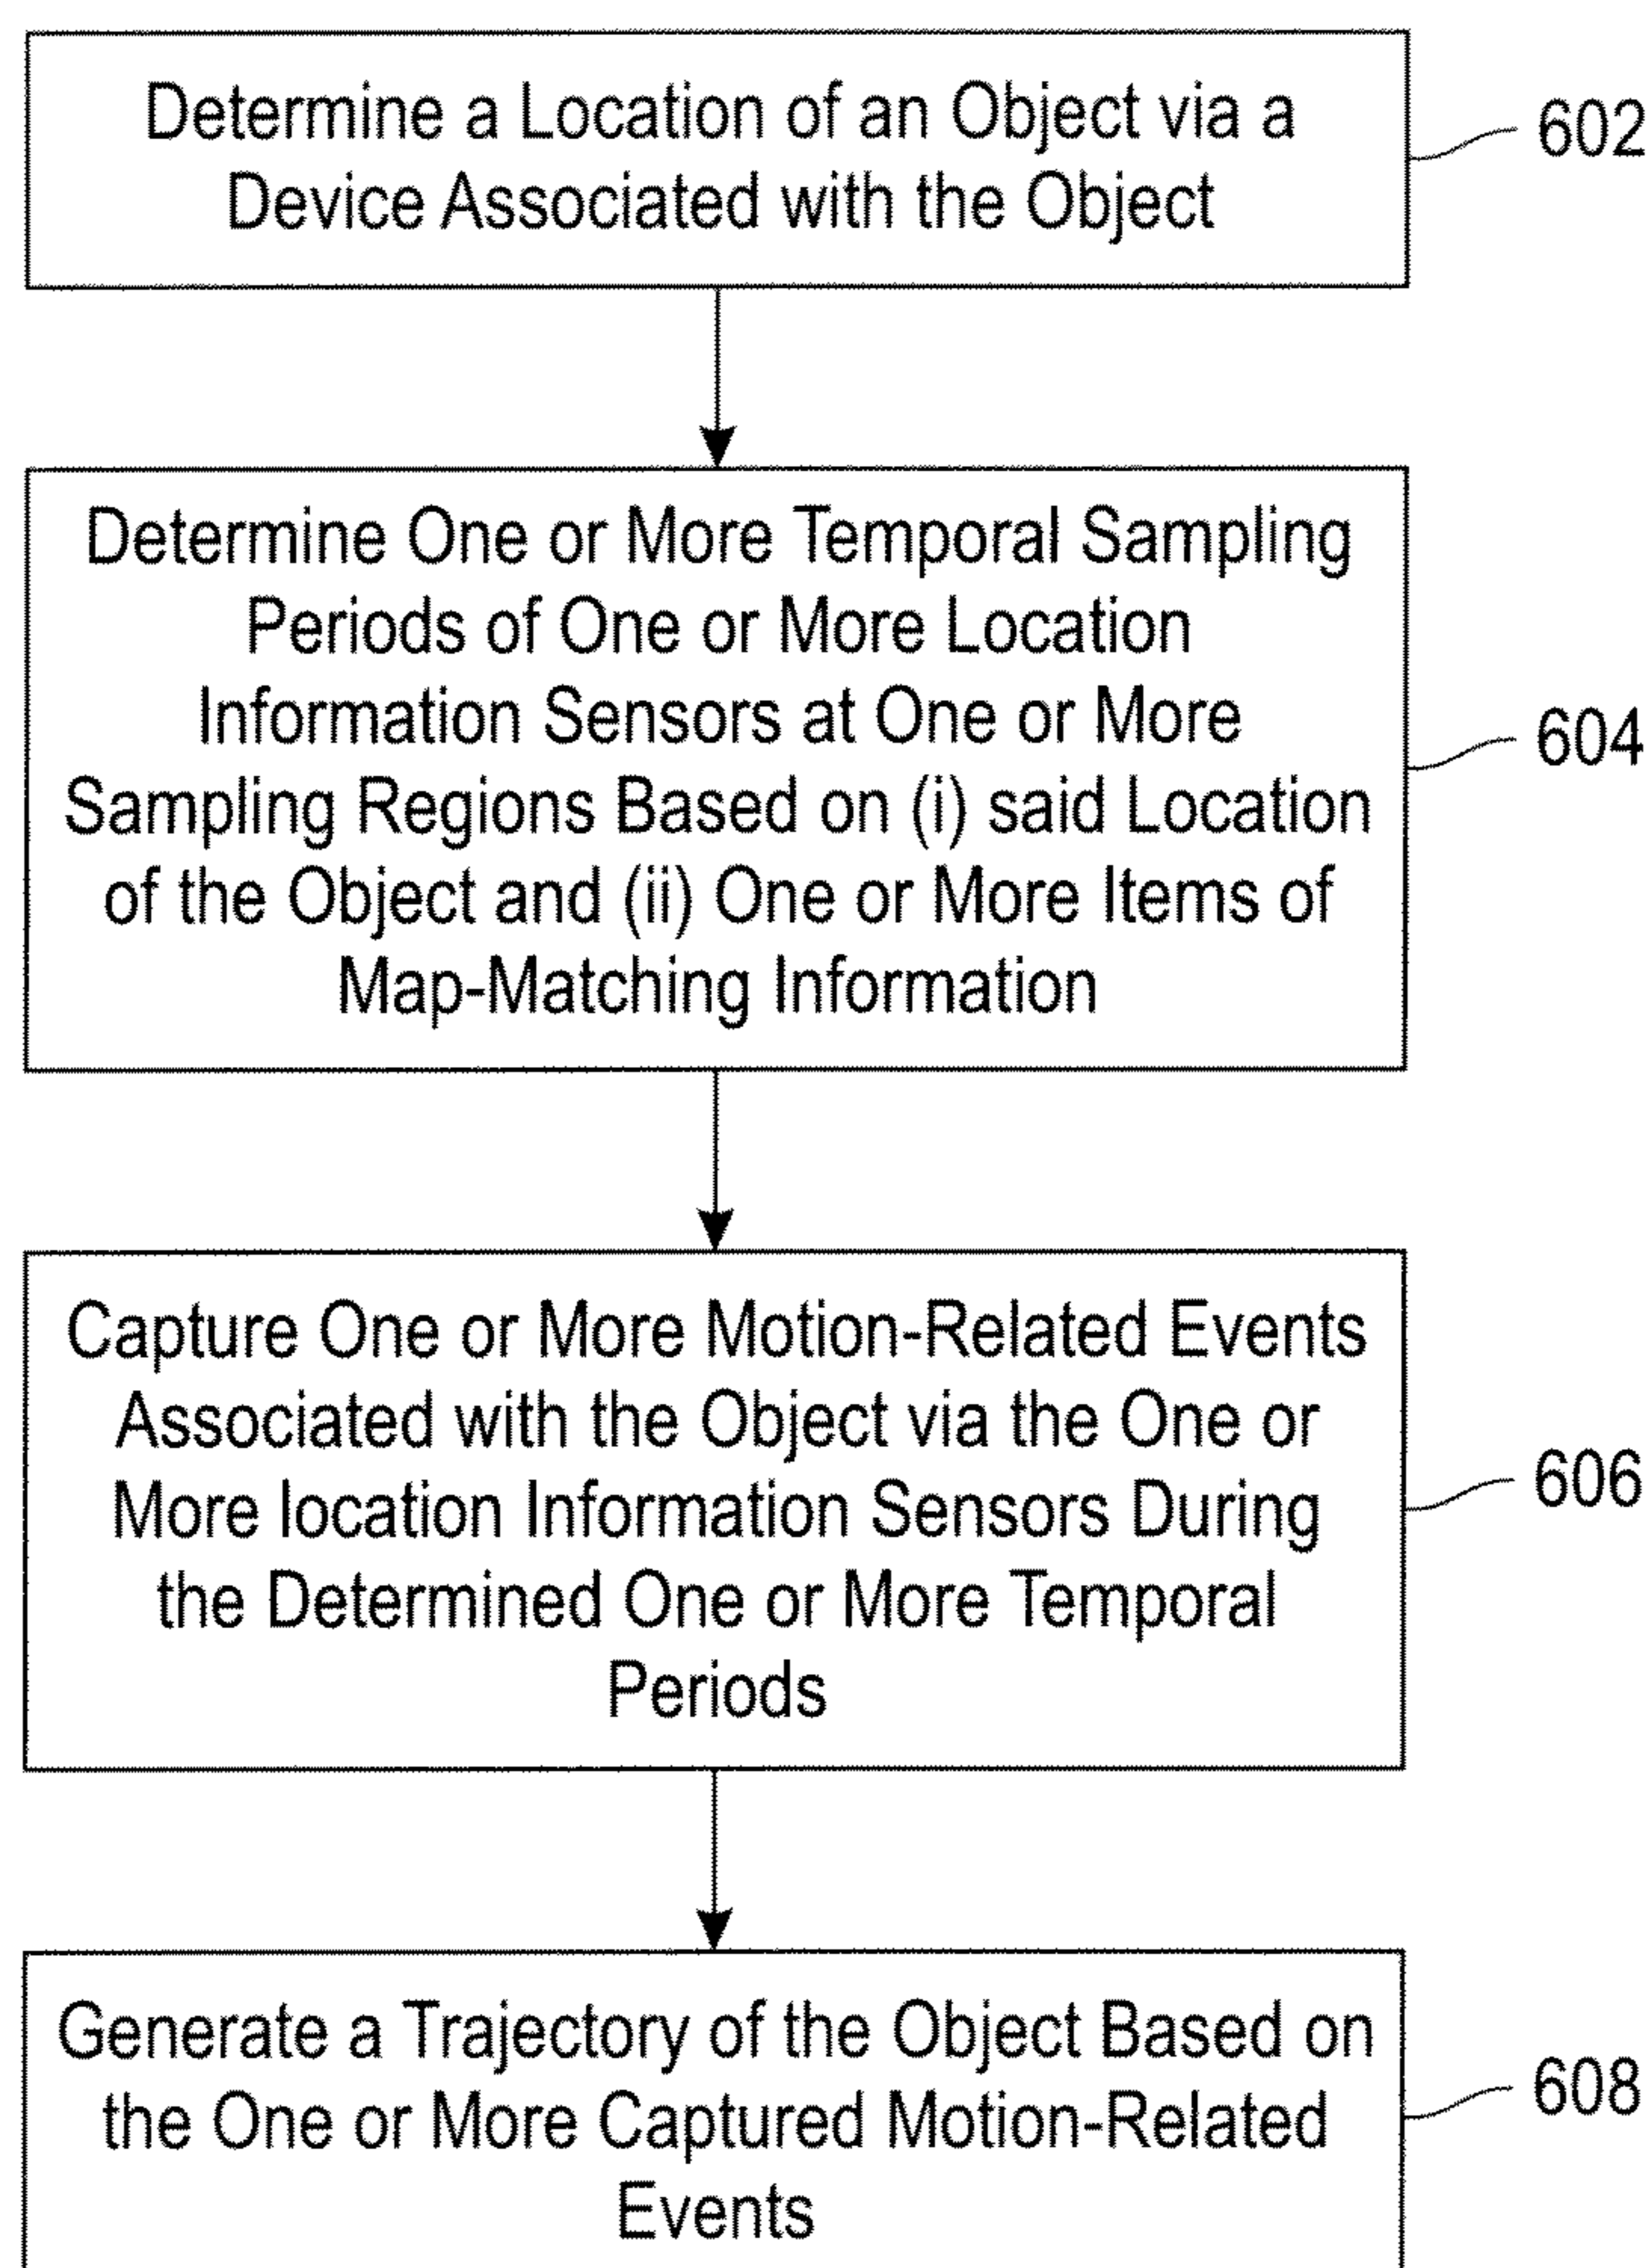 Determine a Location of an Object via a
Device Associated with the Object
602
Determine One or More Temporal Sampling
Periods of One or More Location
Information Sensors at One or More
Sampling Regions Based on (i) said Location
of the Object and (ii) One or More Items of
Map-Matching Information
604
Capture One or More Motion-Related Events
Associated with the Object via the One or
More location Information Sensors During
the Determined One or More Temporal
Periods
606
Generate a Trajectory of the Object Based on
the One or More Captured Motion-Related
Events
608